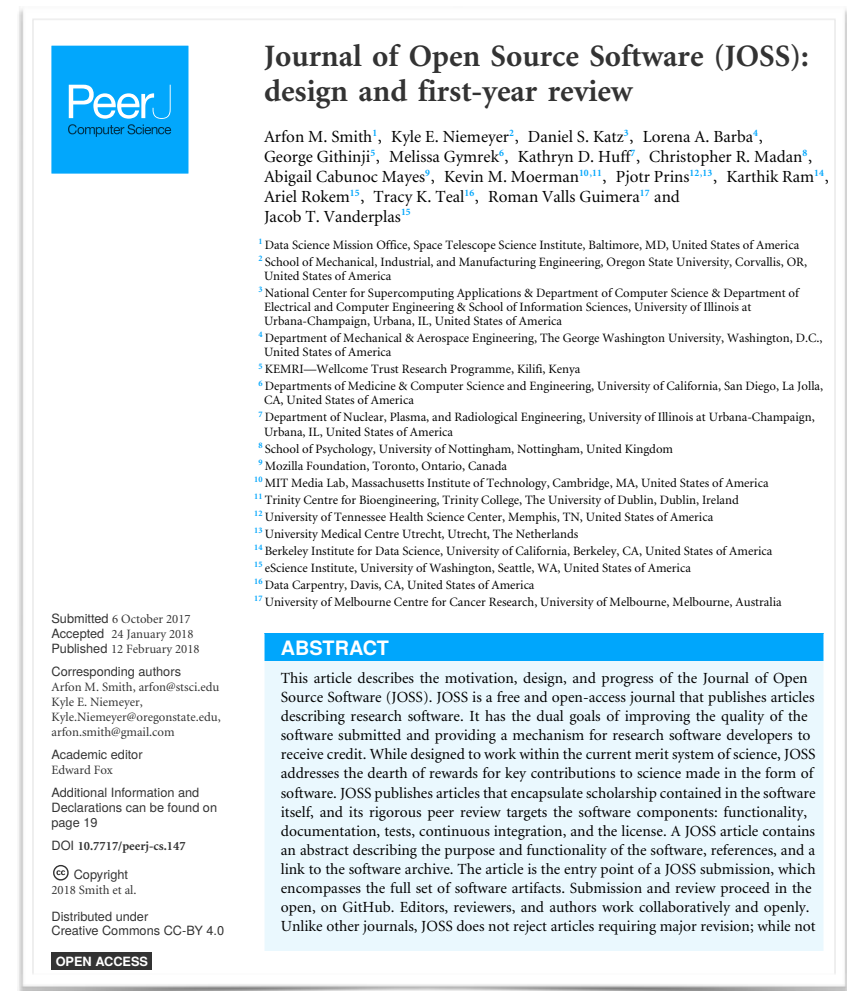 PeerJ
Computer Science
Journal of Open Source Software (JOSS):
design and first-year review
Arfon M. Smith1, Kyle E. Niemeyer2, Daniel S. Katz3, Lorena A. Barba4,
George Githinji5, Melissa Gymrek6, Kathryn D. Huff7, Christopher R. Madan8,
Abigail Cabunoc Mayes9, Kevin M. Moerman10,11, Pjotr Prins12,13, Karthik Ram14,
Ariel Rokem15, Tracy K. Teal16, Roman Valls Guimera17 and
Jacob T. Vanderplas15
1 Data Science Mission Office, Space Telescope Science Institute, Baltimore, MD, United States of America
2 School of Mechanical, Industrial, and Manufacturing Engineering, Oregon State University, Corvallis, OR,
United States of America
3 National Center for Supercomputing Applications & Department of Computer Science & Department of
Electrical and Computer Engineering & School of Information Sciences, University of Illinois at
Urbana-Champaign, Urbana, IL, United States of America
4 Department of Mechanical & Aerospace Engineering, The George Washington University, Washington, D.C.,
United States of America
5 KEMRI—Wellcome Trust Research Programme, Kilifi, Kenya
6 Departments of Medicine & Computer Science and Engineering, University of California, San Diego, La Jolla,
CA, United States of America
7 Department of Nuclear, Plasma, and Radiological Engineering, University of Illinois at Urbana-Champaign,
Urbana, IL, United States of America
8 School of Psychology, University of Nottingham, Nottingham, United Kingdom
9 Mozilla Foundation, Toronto, Ontario, Canada
10 MIT Media Lab, Massachusetts Institute of Technology, Cambridge, MA, United States of America
11 Trinity Centre for Bioengineering, Trinity College, The University of Dublin, Dublin, Ireland
12 University of Tennessee Health Science Center, Memphis, TN, United States of America
13 University Medical Centre Utrecht, Utrecht, The Netherlands
14 Berkeley Institute for Data Science, University of California, Berkeley, CA, United States of America
15 eScience Institute, University of Washington, Seattle, WA, United States of America
16 Data Carpentry, Davis, CA, United States of America
17 University of Melbourne Centre for Cancer Research, University of Melbourne, Melbourne, Australia
Submitted 6 October 2017
Accepted 24 January 2018
Published 12 February 2018
Corresponding authors
Arfon M. Smith, arfon@stsci.edu
Kyle E. Niemeyer,
Kyle.Niemeyer@oregonstate.edu,
arfon.smith@gmail.com
Academic editor
Edward Fox
Additional Information and
Declarations can be found on
page 19
DOI 10.7717/peerj-cs.147
cc Copyright
2018 Smith et al.
Distributed under
Creative Commons CC-BY 4.0
OPEN ACCESS
ABSTRACT
This article describes the motivation, design, and progress of the Journal of Open
Source Software (JOSS). JOSS is a free and open-access journal that publishes articles
describing research software. It has the dual goals of improving the quality of the
software submitted and providing a mechanism for research software developers to
receive credit. While designed to work within the current merit system of science, JOSS
addresses the dearth of rewards for key contributions to science made in the form of
software. JOSS publishes articles that encapsulate scholarship contained in the software
itself, and its rigorous peer review targets the software components: functionality,
documentation, tests, continuous integration, and the license. A JOSS article contains
an abstract describing the purpose and functionality of the software, references, and a
link to the software archive. The article is the entry point of a JOSS submission, which
encompasses the full set of software artifacts. Submission and review proceed in the
open, on GitHub. Editors, reviewers, and authors work collaboratively and openly.
Unlike other journals, JOSS does not reject articles requiring major revision; while not